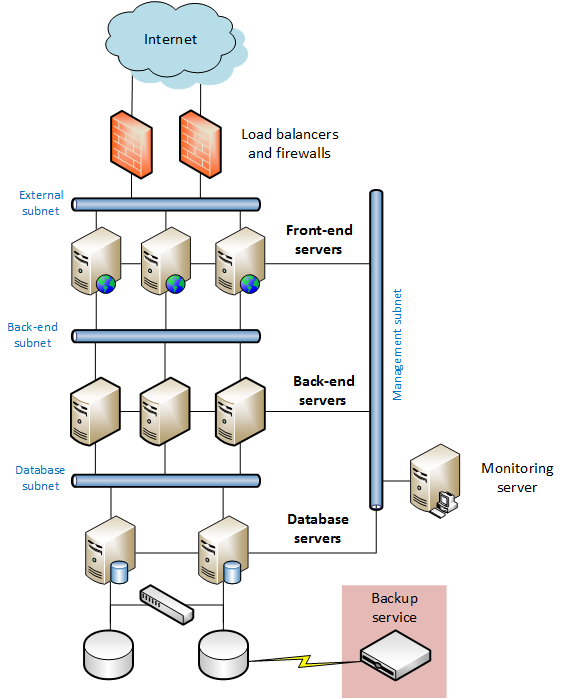 Internet
Load balancers
and firewalls
External
subnet
Front-end
servers
Management subnet
Back-end
subnet
Back-end
servers
Database
subnet
Monitoring
server
Database
servers
Backup
service